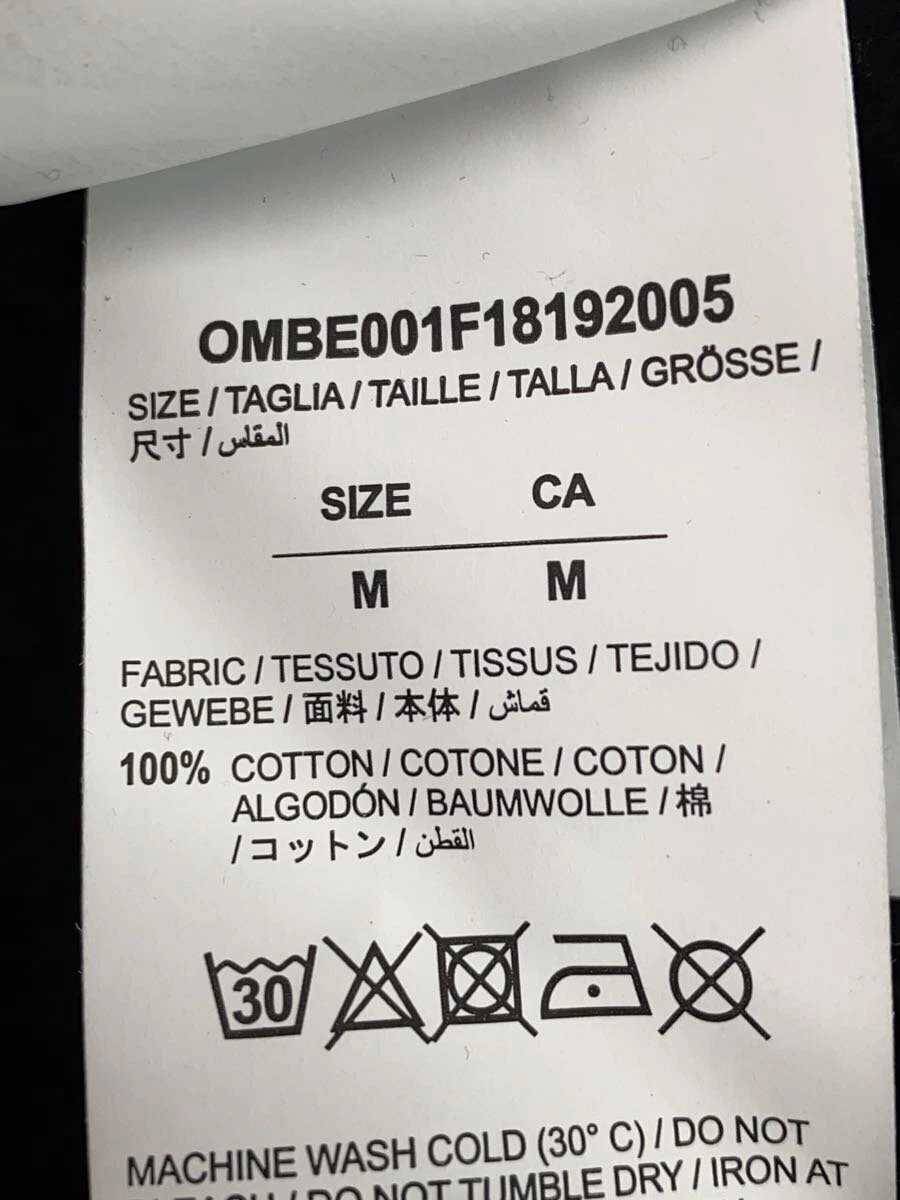 OMBE001F18192005
SIZE / TAGLIA / TAILLE / TALLA / GRÖSSE /
尺寸 / المقاس
SIZE CA
M M
FABRIC / TESSUTO / TISSUS / TEJIDO /
GEWEBE / 面料 / 本体 / قماش
100% COTTON / COTONE / COTON /
ALGODÓN / BAUMWOLLE / 棉
/ コットン / القطن
30
MACHINE WASH COLD (30° C) / DO NOT
BLEACH / DO NOT TUMBLE DRY / IRON AT